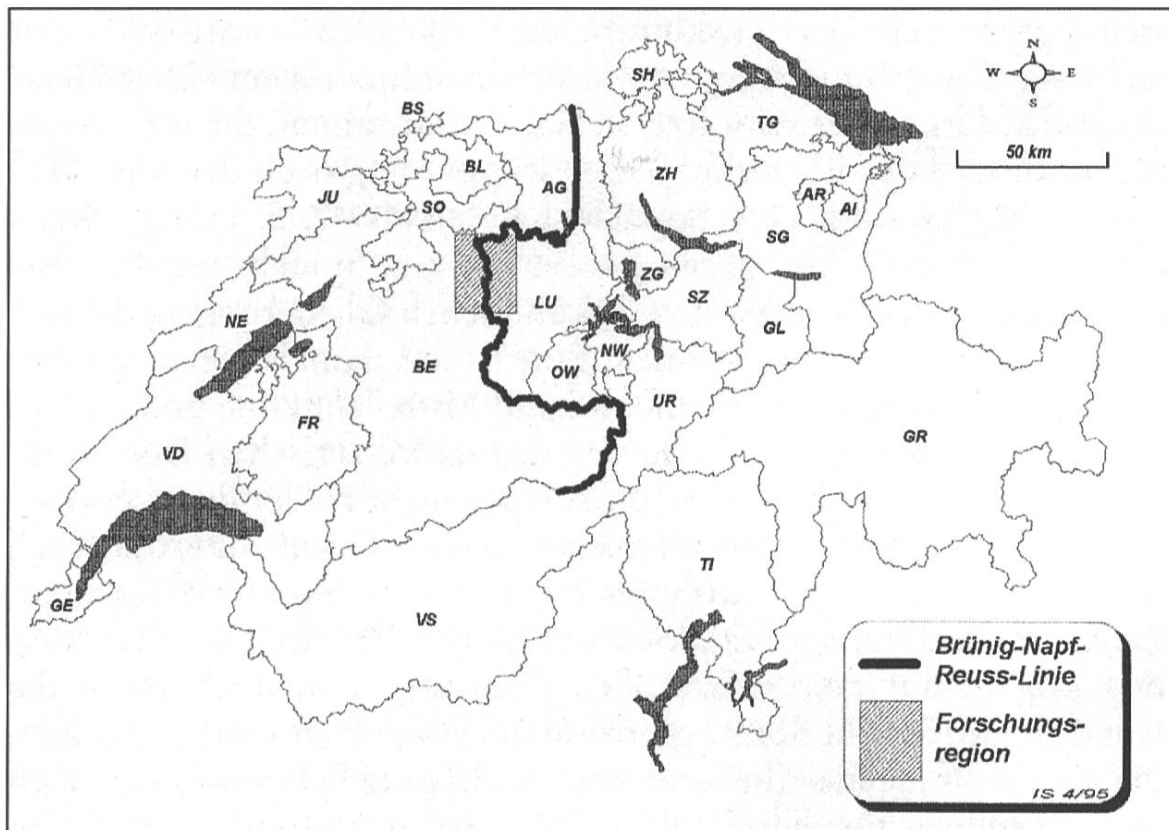 N
W E
S
50 km
SH
TG
BS
BL
AG
ZH
JU
SO
AR
AI
SG
ZG
LU
SZ
NE
GL
NW
BE
OW
UR
FR
GR
VD
TI
GE
VS
Brünig-Napf-
Reuss-Linie
Forschungs-
region
IS 4/95